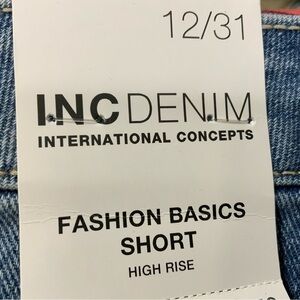 12/31
INCDENIM
INTERNATIONAL CONCEPTS
FASHION BASICS
SHORT
HIGH RISE